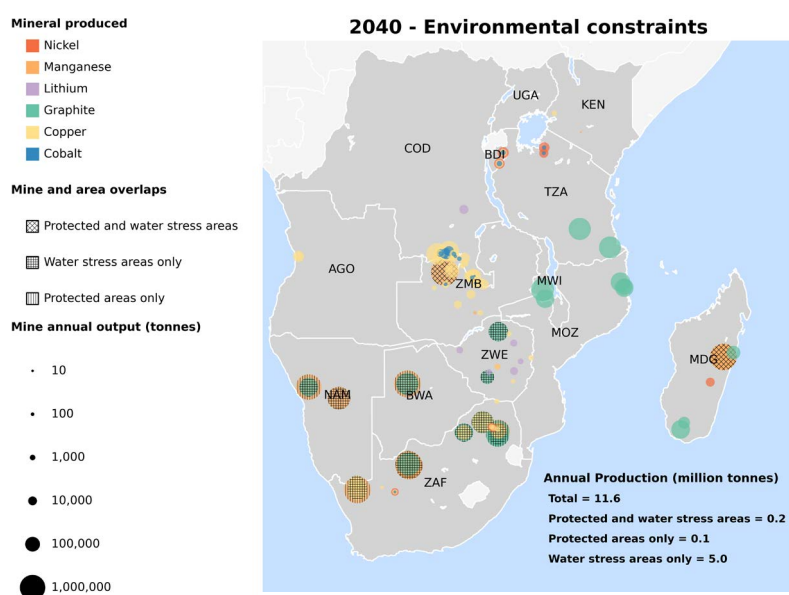 2040 - Environmental constraints
Mineral produced
Nickel
Manganese
Lithium
Graphite
Copper
Cobalt
Mine and area overlaps
Protected and water stress areas
Water stress areas only
Protected areas only
Mine annual output (tonnes)
10
100
1,000
10,000
100,000
1,000,000
UGA
KEN
COD
BDI
TZA
AGO
ZMB
MWI
MOZ
ZWE
MDG
NAM
BWA
ZAF
Annual Production (million tonnes)
Total = 11.6
Protected and water stress areas = 0.2
Protected areas only = 0.1
Water stress areas only = 5.0